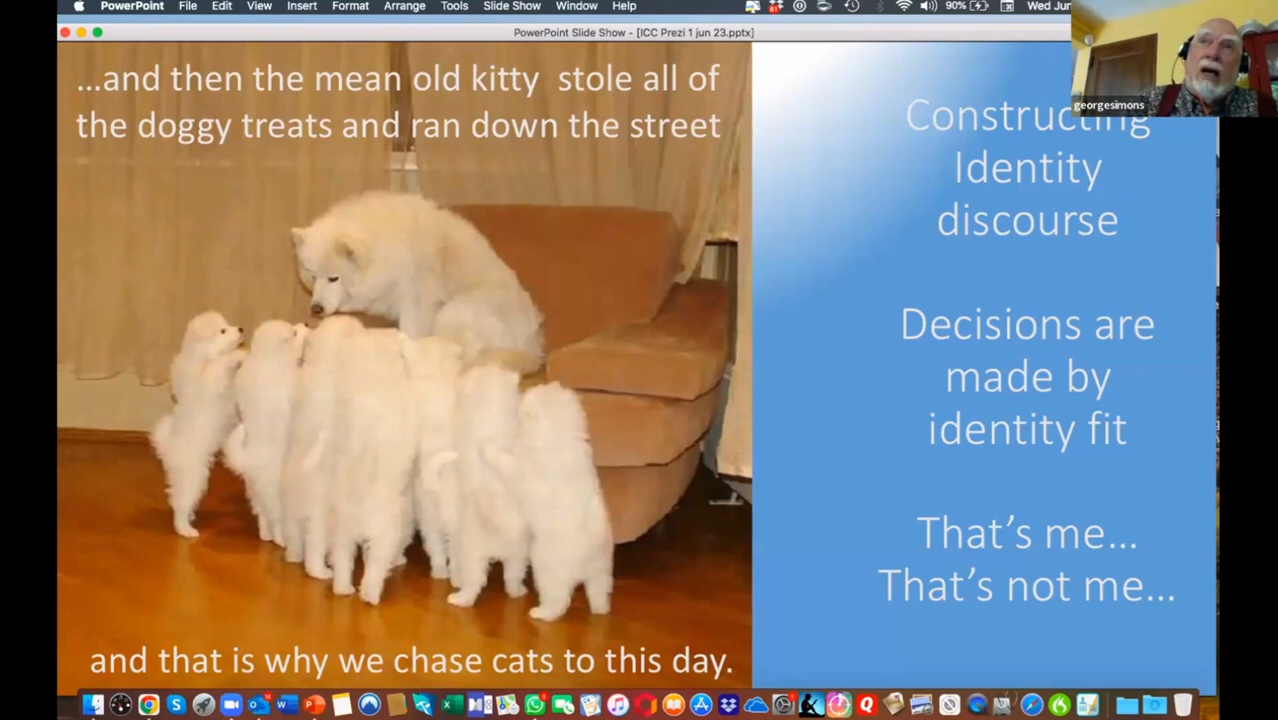 PowerPoint File Edit View Insert Format Arrange Tools Slide Show Window Help 90% Wed Jun
PowerPoint Slide Show - [ICC Prezi 1 jun 23.pptx]
georgesimons
...and then the mean old kitty stole all of
the doggy treats and ran down the street
and that is why we chase cats to this day.
Constructing
Identity
discourse
Decisions are
made by
identity fit
That's me...
That's not me...